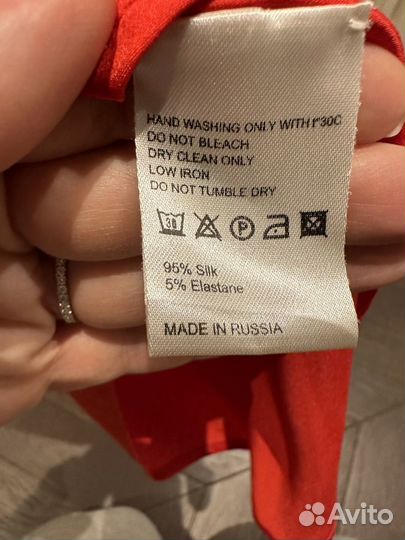 HAND WASHING ONLY WITH t°30C
DO NOT BLEACH
DRY CLEAN ONLY
LOW IRON
DO NOT TUMBLE DRY
30 P
95% Silk
5% Elastane
MADE IN RUSSIA
Avito